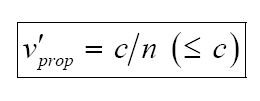 v′prop = c/n (≤ c)